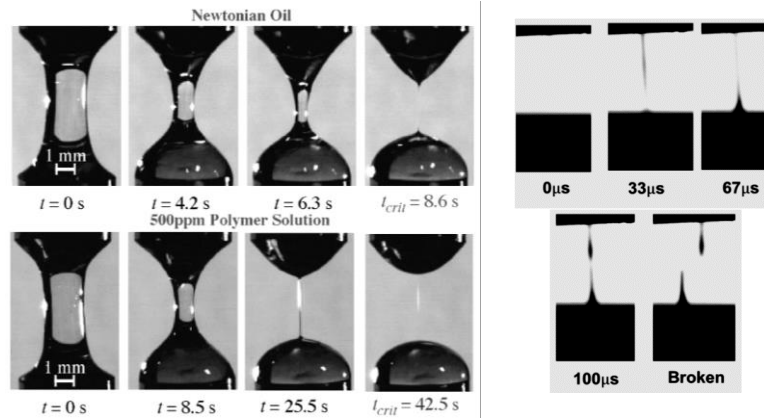 Newtonian Oil
1 mm
t = 0 s
t = 4.2 s
t = 6.3 s
t_crit = 8.6 s
500ppm Polymer Solution
1 mm
t = 0 s
t = 8.5 s
t = 25.5 s
t_crit = 42.5 s
0μs
33μs
67μs
100μs
Broken